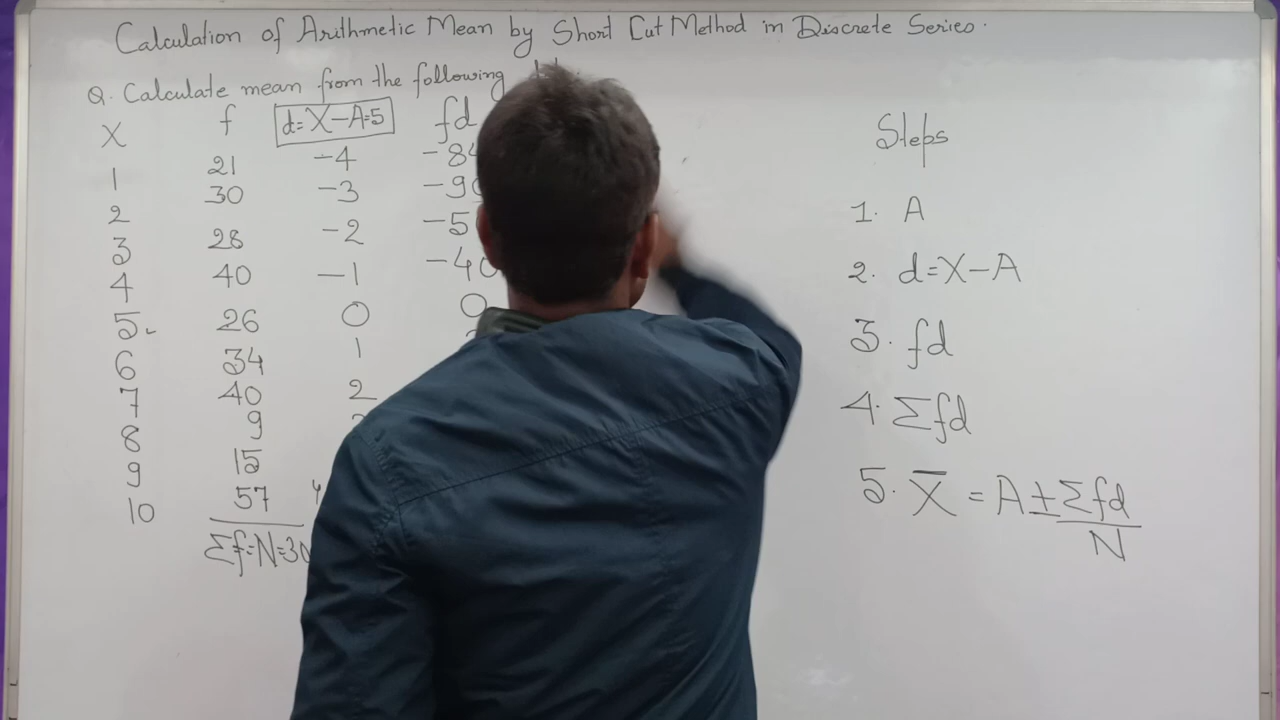 Calculation of Arithmetic Mean by Short Cut Method in Discrete Series.
Q. Calculate mean from the following
X f d=X-A=5 fd
1 21 -4 -84
2 30 -3 -90
3 28 -2 -5
4 40 -1 -40
5 26 0 0
6 34 1
7 40 2
8 9
9 15
10 57
Σf=N=30
Steps
1. A
2. d=X-A
3. fd
4. Σfd
5. X̄ = A ± Σfd / N